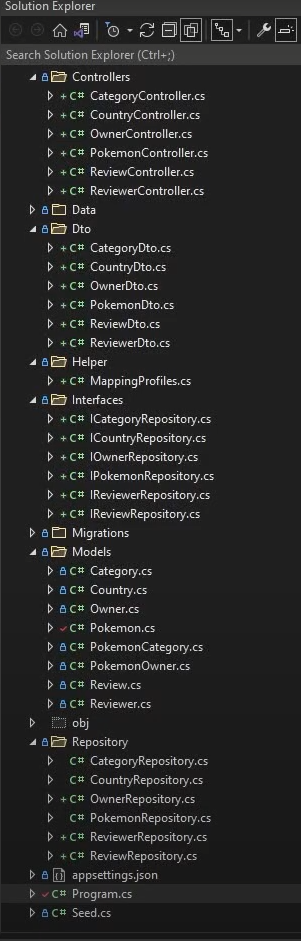 Solution Explorer
Search Solution Explorer (Ctrl+;)
Controllers
+ C# CategoryController.cs
+ C# CountryController.cs
+ C# OwnerController.cs
+ C# PokemonController.cs
+ C# ReviewController.cs
+ C# ReviewerController.cs
Data
Dto
+ C# CategoryDto.cs
+ C# CountryDto.cs
+ C# OwnerDto.cs
+ C# PokemonDto.cs
+ C# ReviewDto.cs
+ C# ReviewerDto.cs
Helper
+ C# MappingProfiles.cs
Interfaces
+ C# ICategoryRepository.cs
+ C# ICountryRepository.cs
+ C# IOwnerRepository.cs
+ C# IPokemonRepository.cs
+ C# IReviewerRepository.cs
+ C# IReviewRepository.cs
Migrations
Models
C# Category.cs
C# Country.cs
C# Owner.cs
C# Pokemon.cs
C# PokemonCategory.cs
C# PokemonOwner.cs
C# Review.cs
C# Reviewer.cs
obj
Repository
C# CategoryRepository.cs
C# CountryRepository.cs
+ C# OwnerRepository.cs
C# PokemonRepository.cs
+ C# ReviewerRepository.cs
+ C# ReviewRepository.cs
appsettings.json
C# Program.cs
C# Seed.cs